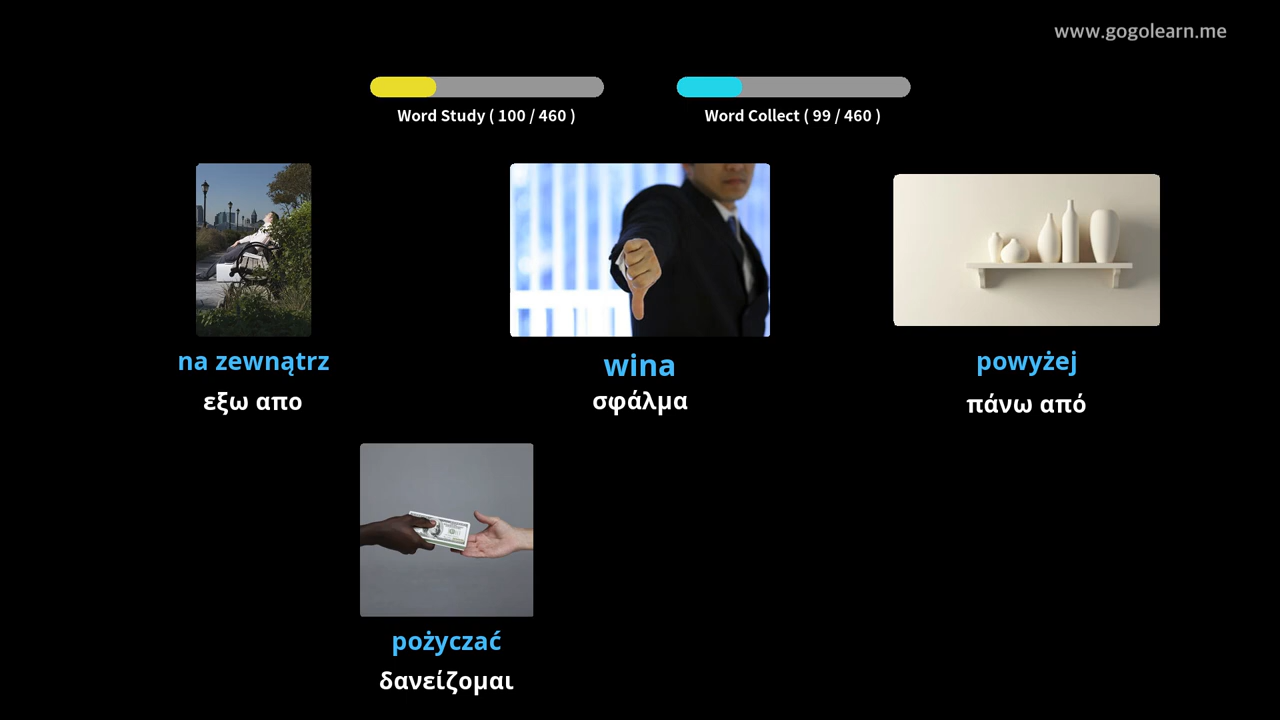 www.gogolearn.me
Word Study ( 100 / 460 )
Word Collect ( 99 / 460 )
na zewnątrz
εξω απο
wina
σφάλμα
powyżej
πάνω από
pożyczać
δανείζομαι